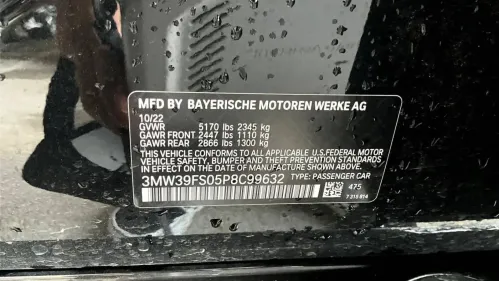 MFD BY BAYERISCHE MOTOREN WERKE AG
10/22
GVWR 5170 lbs 2345 kg
GAWR FRONT 2447 lbs 1110 kg
GAWR REAR 2866 lbs 1300 kg
THIS VEHICLE CONFORMS TO ALL APPLICABLE U.S.FEDERAL MOTOR
VEHICLE SAFETY, BUMPER, AND THEFT PREVENTION STANDARDS
IN EFFECT ON THE DATE OF MANUFACTURE SHOWN ABOVE.
3MW39FS05P8C99632 TYPE: PASSENGER CAR
475